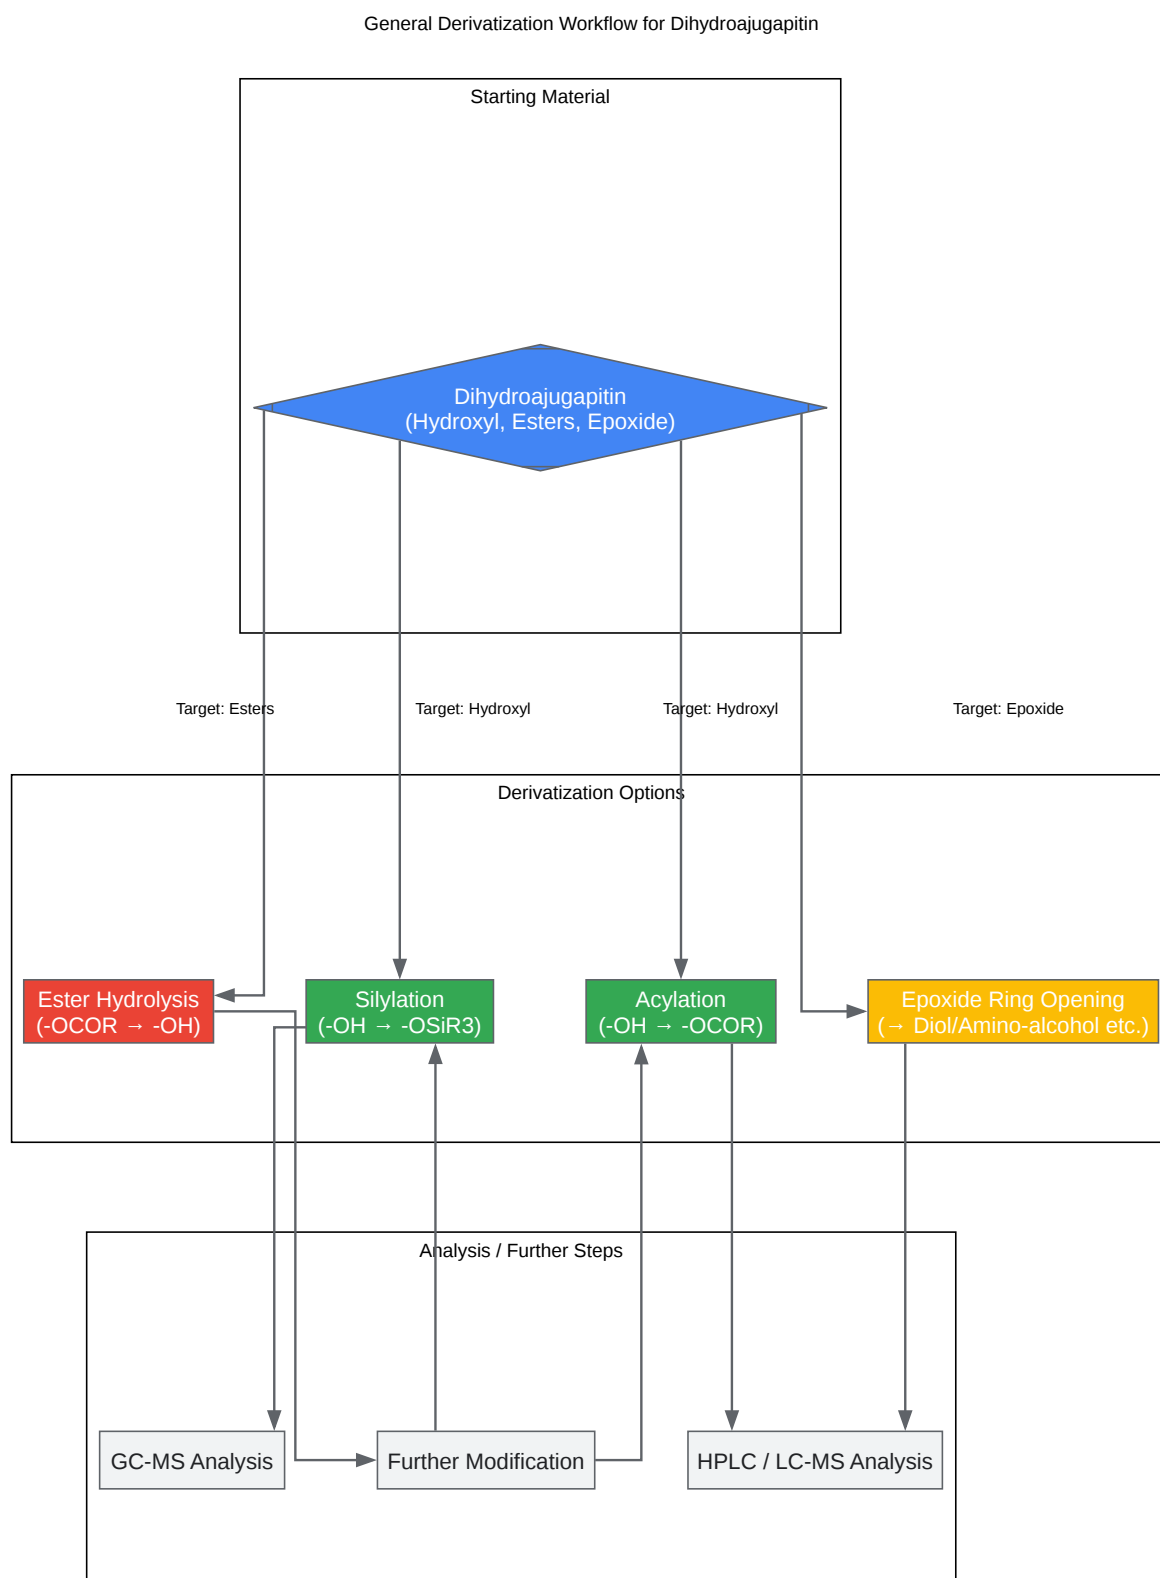 General Derivatization Workflow for Dihydroajugapitin
Starting Material
Dihydroajugapitin
(Hydroxyl, Esters, Epoxide)
Target: Esters
Target: Hydroxyl
Target: Hydroxyl
Target: Epoxide
Derivatization Options
Ester Hydrolysis
(-OCOR → -OH)
Silylation
(-OH → -OSiR3)
Acylation
(-OH → -OCOR)
Epoxide Ring Opening
(→ Diol/Amino-alcohol etc.)
Analysis / Further Steps
GC-MS Analysis
Further Modification
HPLC / LC-MS Analysis